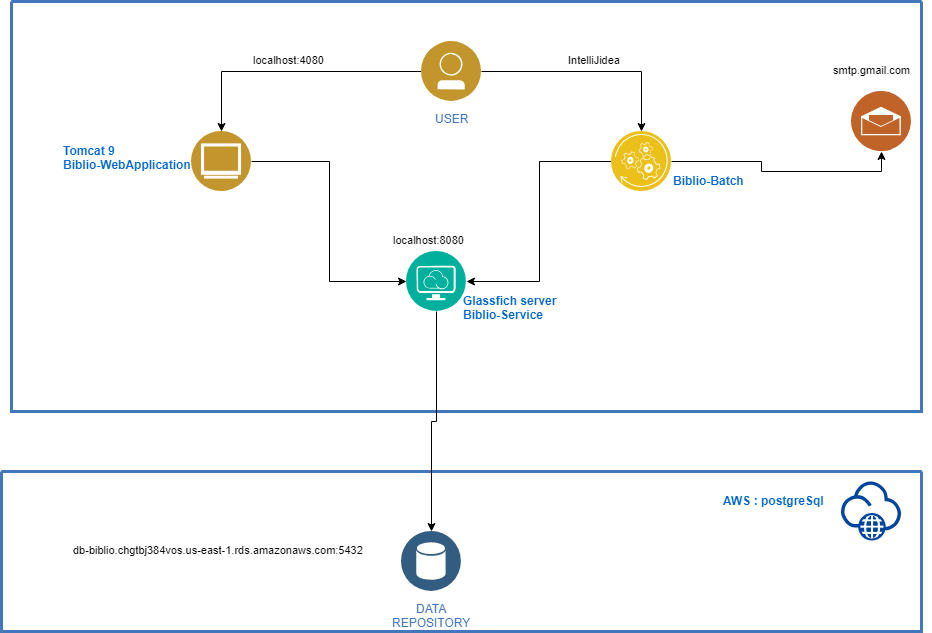 localhost:4080
IntelliJidea
smtp.gmail.com
USER
Tomcat 9
Biblio-WebApplication
Biblio-Batch
localhost:8080
Glassfich server
Biblio-Service
AWS : postgreSql
db-biblio.chgtbj384vos.us-east-1.rds.amazonaws.com:5432
DATA
REPOSITORY